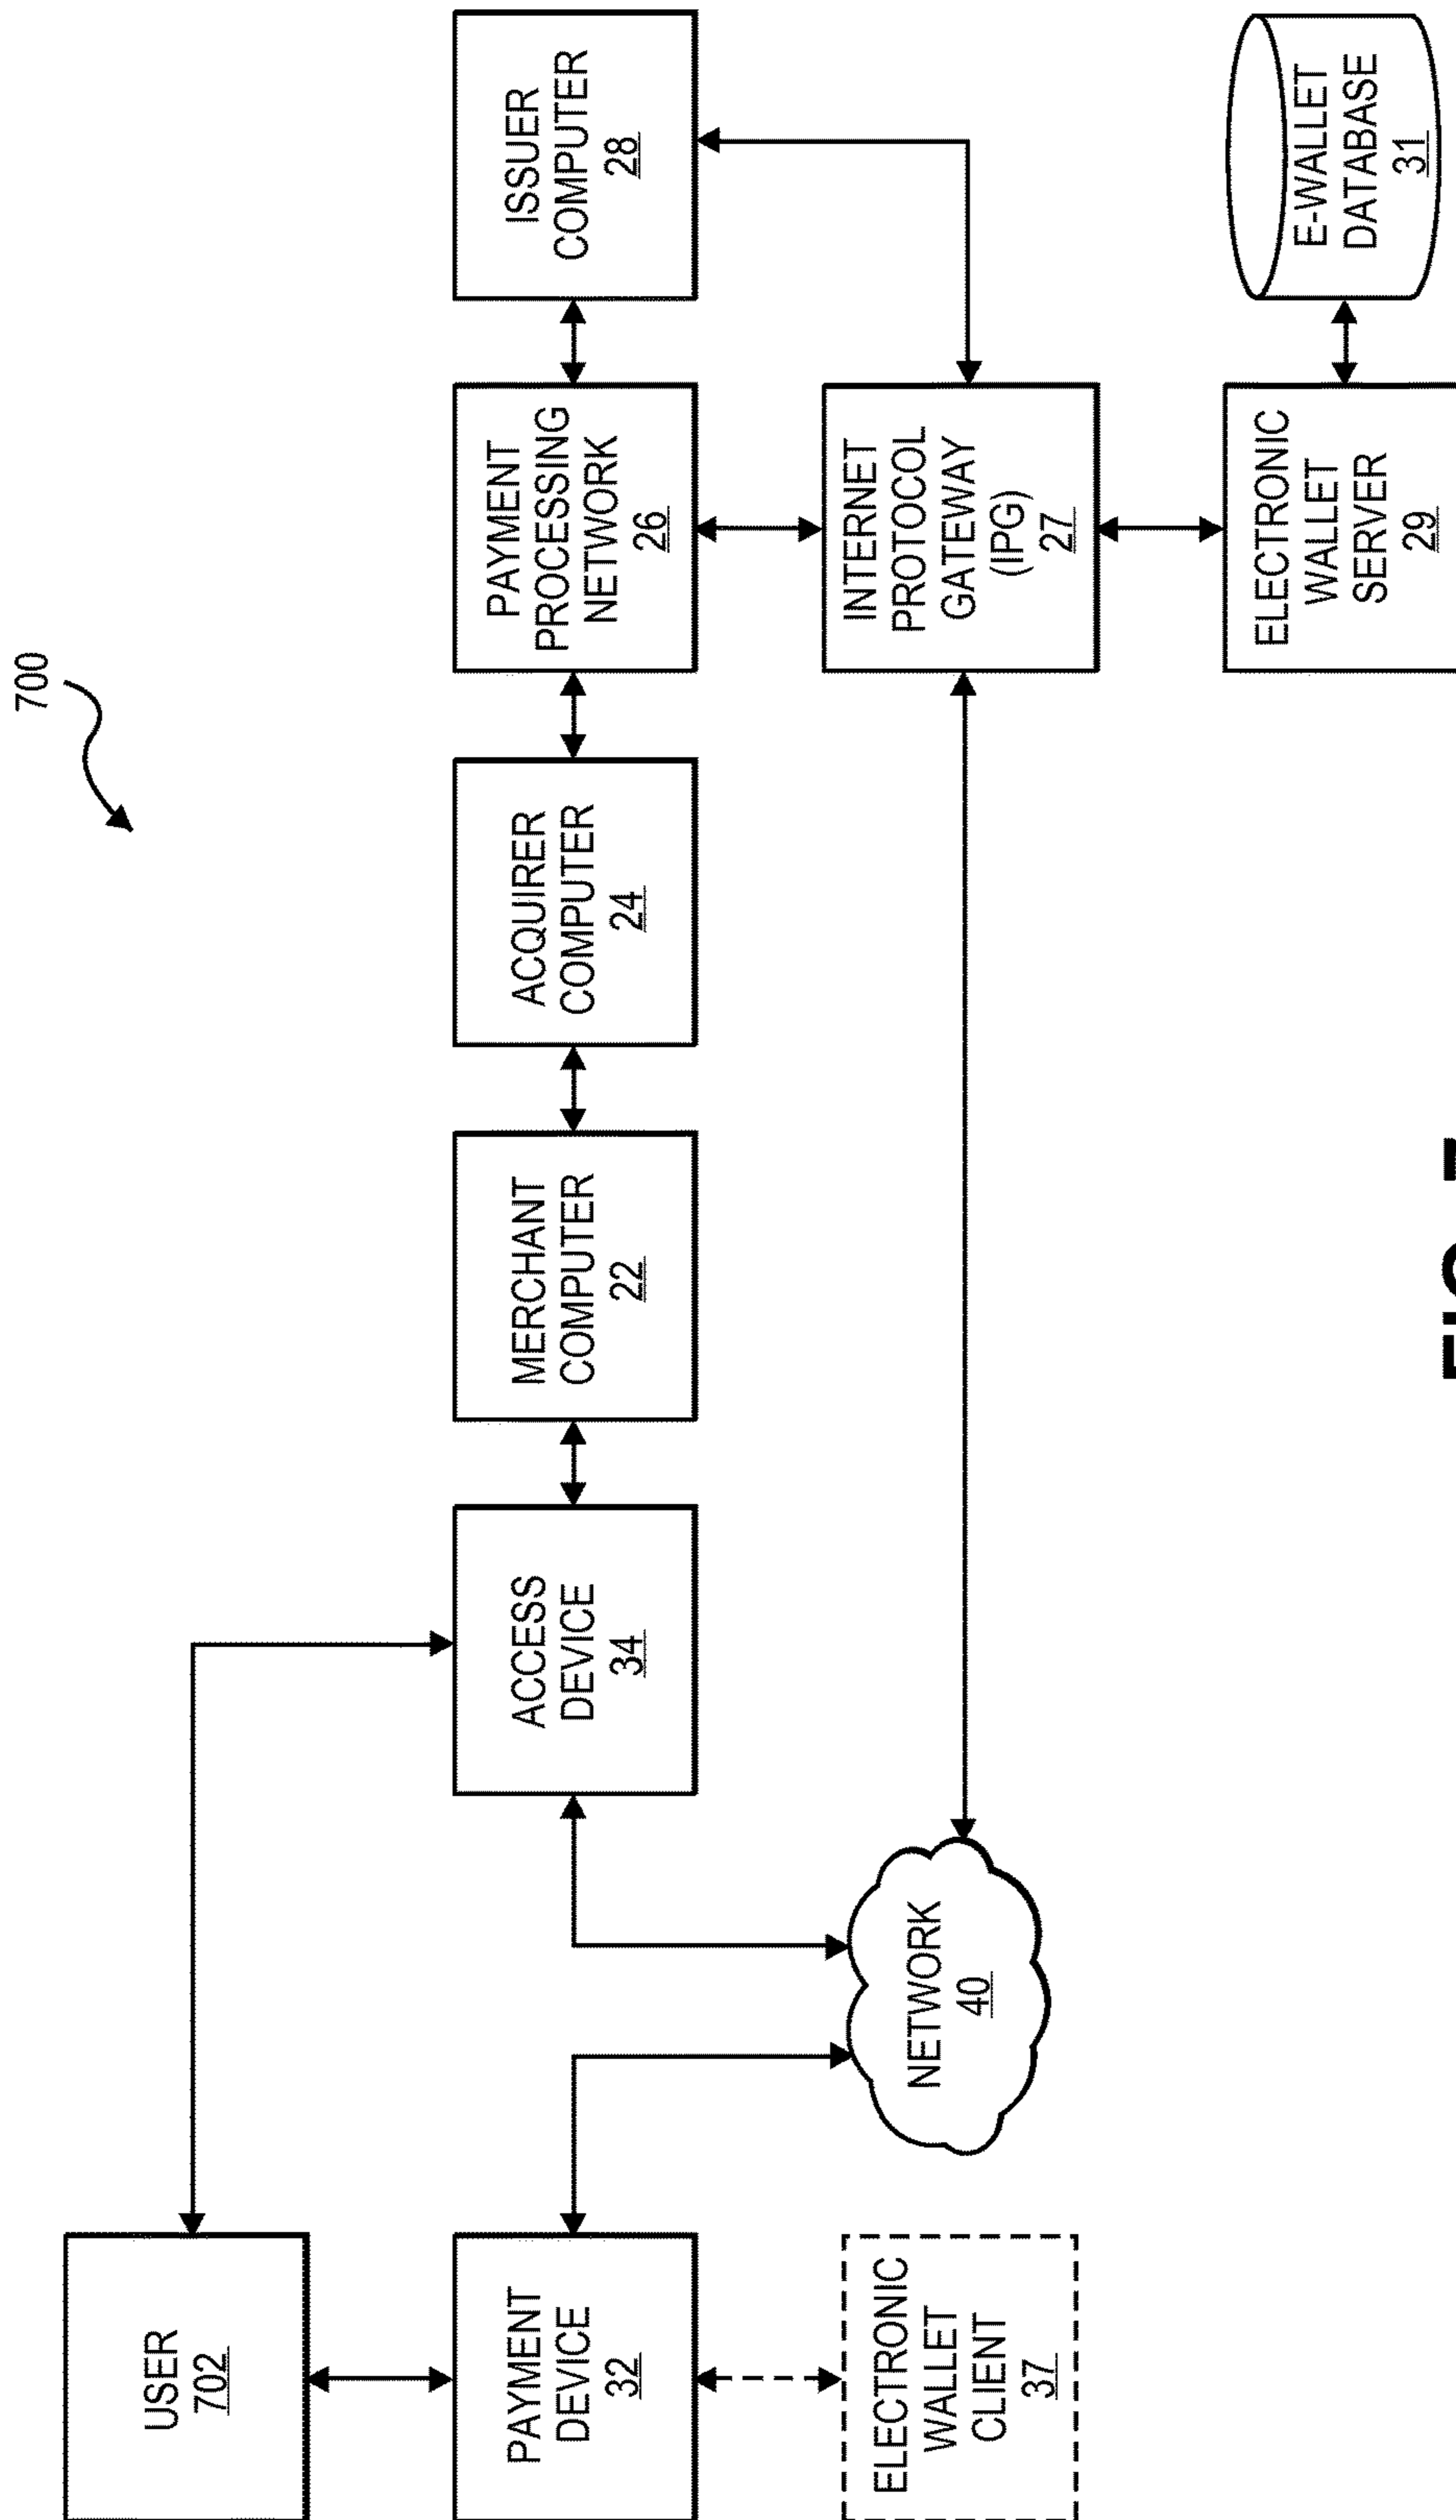 700
USER
702
PAYMENT
DEVICE
32
ELECTRONIC
WALLET
CLIENT
37
NETWORK
40
ACCESS
DEVICE
34
MERCHANT
COMPUTER
22
ACQUIRER
COMPUTER
24
PAYMENT
PROCESSING
NETWORK
26
ISSUER
COMPUTER
28
INTERNET
PROTOCOL
GATEWAY
(IPG)
27
ELECTRONIC
WALLET
SERVER
29
E-WALLET
DATABASE
31